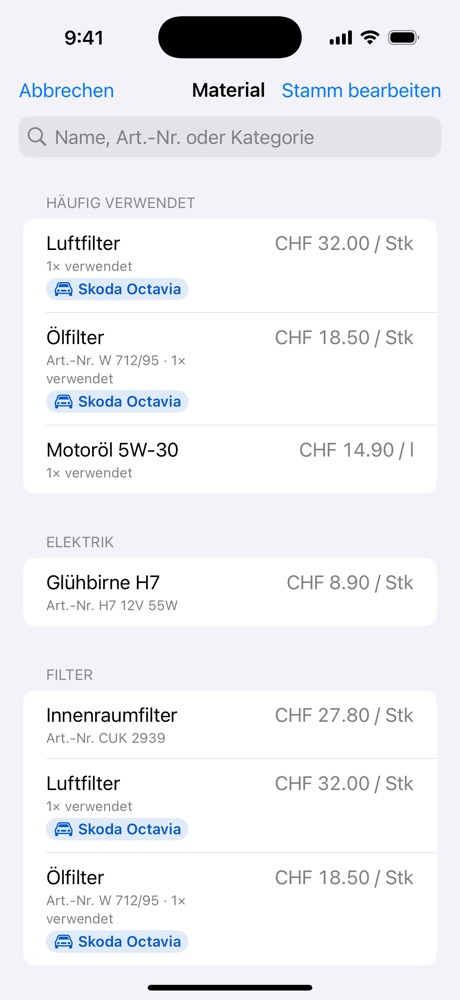 9:41
Abbrechen Material Stamm bearbeiten
Name, Art.-Nr. oder Kategorie
HÄUFIG VERWENDET
Luftfilter CHF 32.00 / Stk
1× verwendet
Skoda Octavia
Ölfilter CHF 18.50 / Stk
Art.-Nr. W 712/95 · 1×
verwendet
Skoda Octavia
Motoröl 5W-30 CHF 14.90 / l
1× verwendet
ELEKTRIK
Glühbirne H7 CHF 8.90 / Stk
Art.-Nr. H7 12V 55W
FILTER
Innenraumfilter CHF 27.80 / Stk
Art.-Nr. CUK 2939
Luftfilter CHF 32.00 / Stk
1× verwendet
Skoda Octavia
Ölfilter CHF 18.50 / Stk
Art.-Nr. W 712/95 · 1×
verwendet
Skoda Octavia